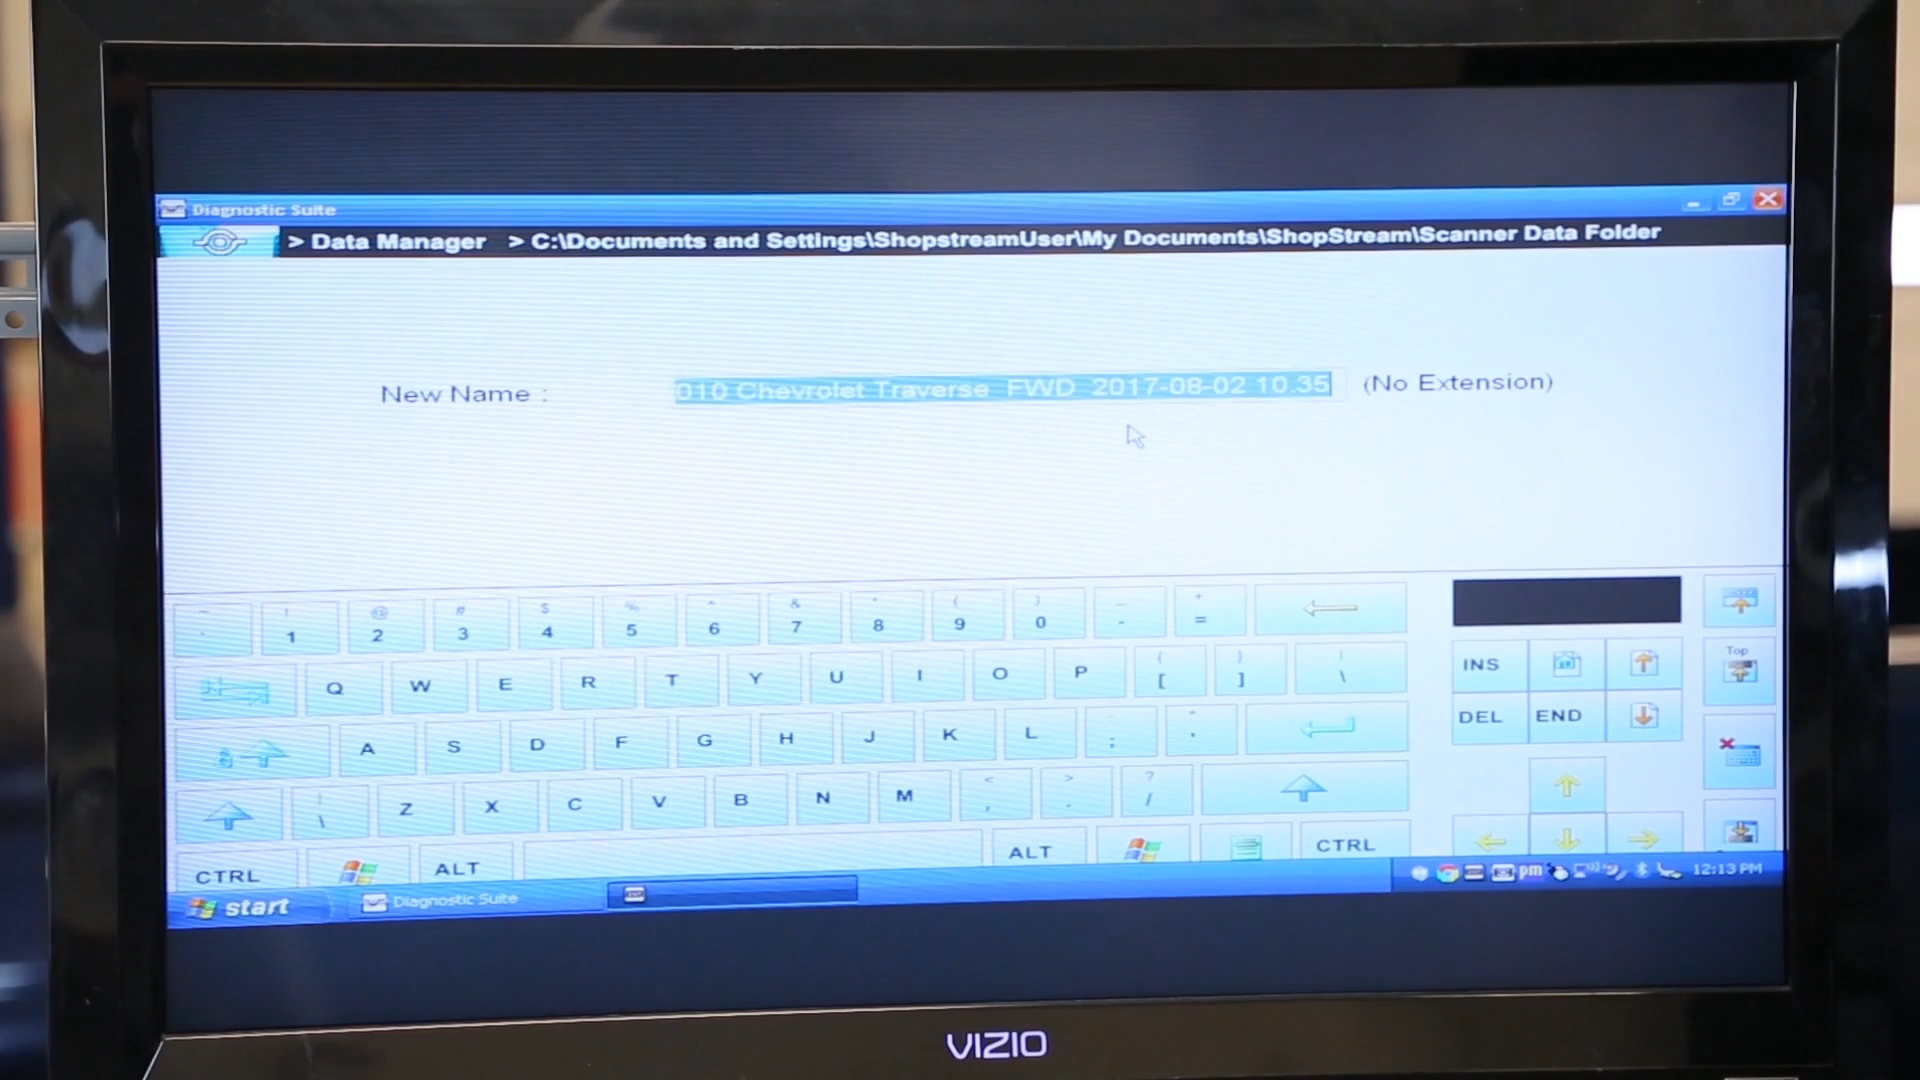 Diagnostic Suite
> Data Manager > C:\Documents and Settings\ShopstreamUser\My Documents\ShopStream\Scanner Data Folder
New Name : 010 Chevrolet Traverse FWD 2017-08-02 10.35 (No Extension)
! @ # $ % ^ & * ( ) _ +
1 2 3 4 5 6 7 8 9 0 - =
Q W E R T Y U I O P { [ } ] | \
INS
Top
A S D F G H J K L : ; " '
DEL END
| \ Z X C V B N M < , > . ? /
CTRL ALT ALT CTRL
start Diagnostic Suite pm 12:13 PM
VIZIO